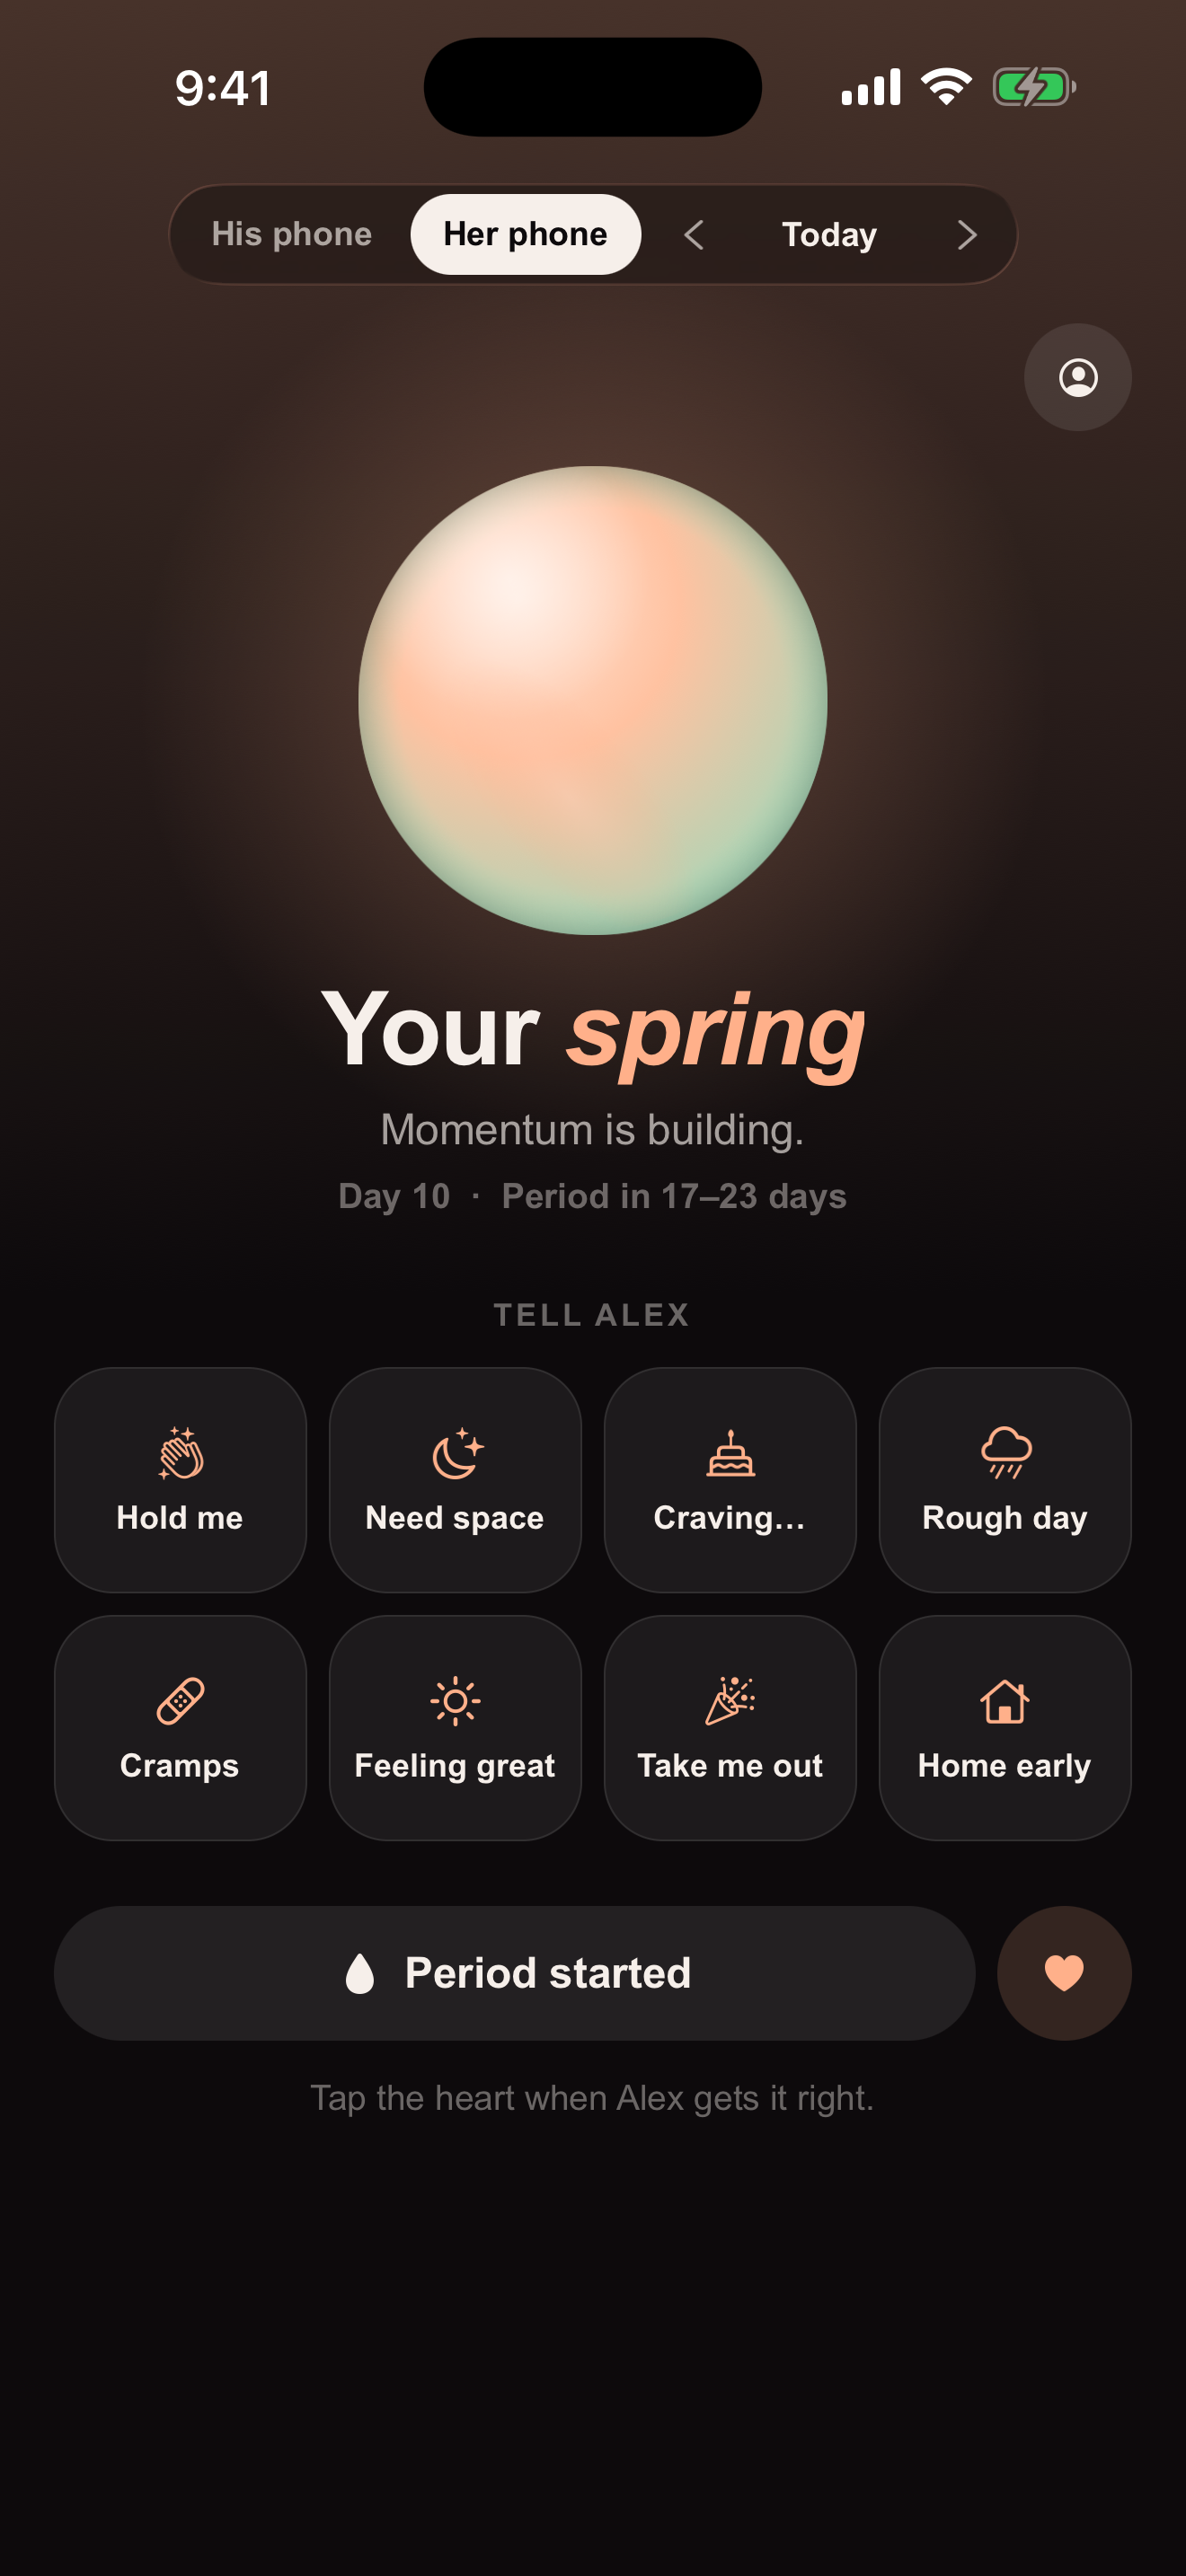 9:41
His phone Her phone Today
Your spring
Momentum is building.
Day 10 · Period in 17–23 days
TELL ALEX
Hold me Need space Craving... Rough day
Cramps Feeling great Take me out Home early
Period started
Tap the heart when Alex gets it right.